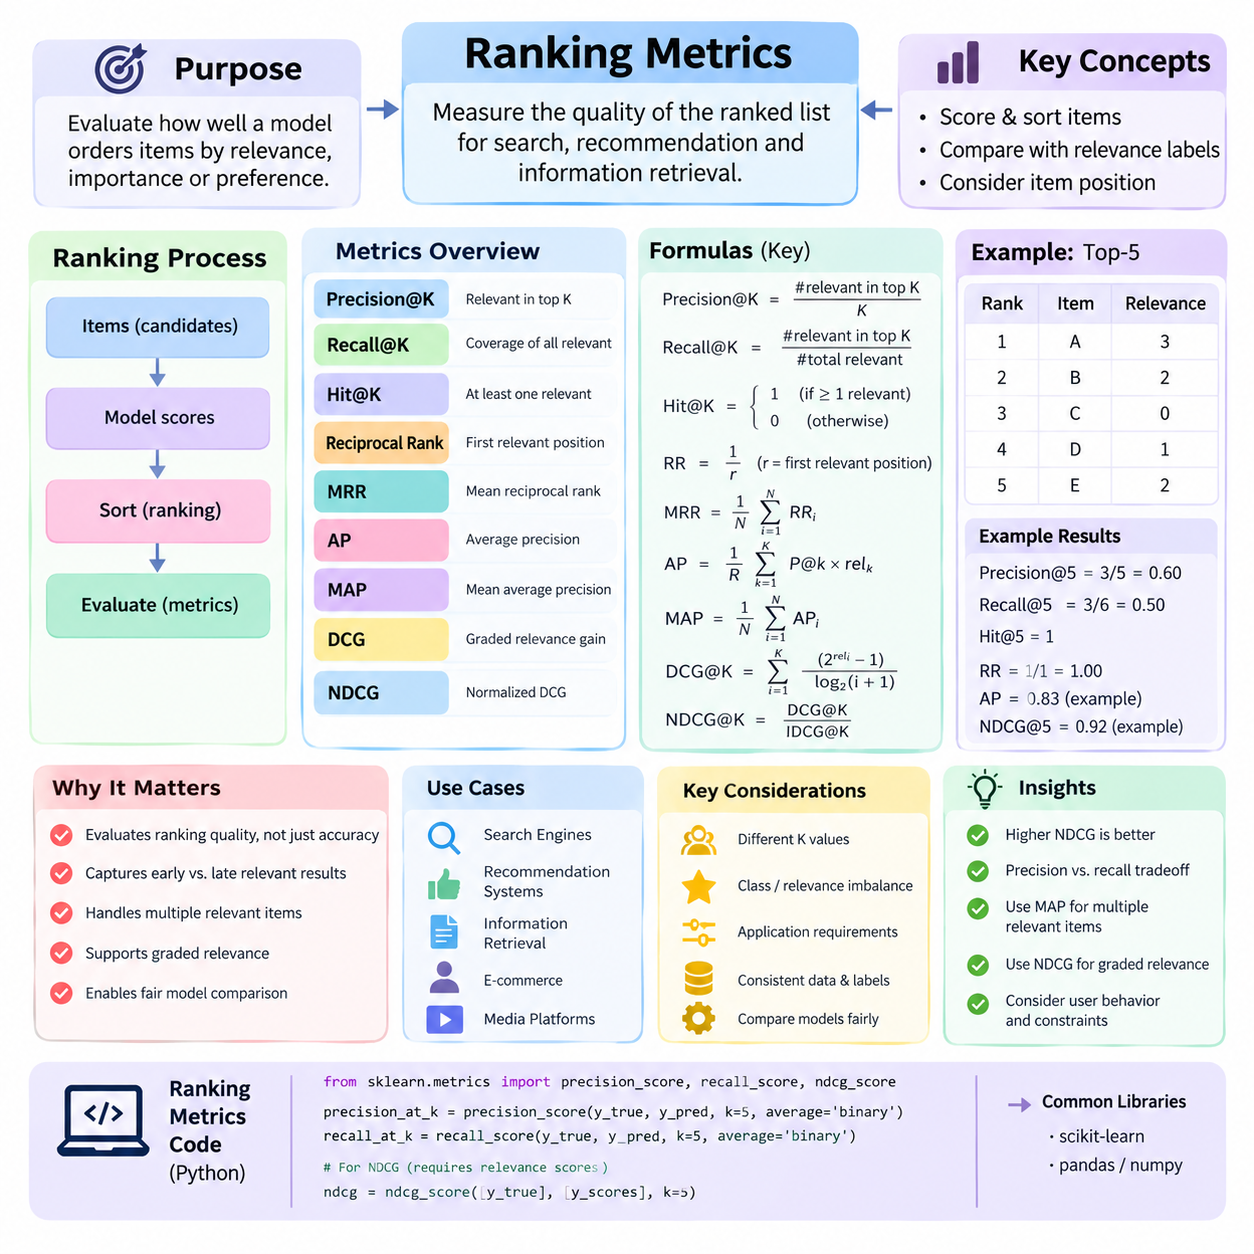 Purpose
Evaluate how well a model
orders items by relevance,
importance or preference.
Ranking Metrics
Measure the quality of the ranked list
for search, recommendation and
information retrieval.
Key Concepts
• Score & sort items
• Compare with relevance labels
• Consider item position
Ranking Process
Items (candidates)
Model scores
Sort (ranking)
Evaluate (metrics)
Metrics Overview
Precision@K Relevant in top K
Recall@K Coverage of all relevant
Hit@K At least one relevant
Reciprocal Rank First relevant position
MRR Mean reciprocal rank
AP Average precision
MAP Mean average precision
DCG Graded relevance gain
NDCG Normalized DCG
Formulas (Key)
Precision@K = #relevant in top K / K
Recall@K = #relevant in top K / #total relevant
Hit@K = { 1 (if ≥ 1 relevant)
0 (otherwise)
RR = 1/r (r = first relevant position)
MRR = 1/N ∑_{i=1}^{N} RR_i
AP = 1/R ∑_{k=1}^{K} P@k × rel_k
MAP = 1/N ∑_{i=1}^{N} AP_i
DCG@K = ∑_{i=1}^{K} (2^{rel_i} − 1) / log₂(i + 1)
NDCG@K = DCG@K / IDCG@K
Example: Top-5
Rank Item Relevance
1 A 3
2 B 2
3 C 0
4 D 1
5 E 2
Example Results
Precision@5 = 3/5 = 0.60
Recall@5 = 3/6 = 0.50
Hit@5 = 1
RR = 1/1 = 1.00
AP = 0.83 (example)
NDCG@5 = 0.92 (example)
Why It Matters
Evaluates ranking quality, not just accuracy
Captures early vs. late relevant results
Handles multiple relevant items
Supports graded relevance
Enables fair model comparison
Use Cases
Search Engines
Recommendation
Systems
Information
Retrieval
E-commerce
Media Platforms
Key Considerations
Different K values
Class / relevance imbalance
Application requirements
Consistent data & labels
Compare models fairly
Insights
Higher NDCG is better
Precision vs. recall tradeoff
Use MAP for multiple
relevant items
Use NDCG for graded relevance
Consider user behavior
and constraints
</>
Ranking
Metrics
Code
(Python)
from sklearn.metrics import precision_score, recall_score, ndcg_score
precision_at_k = precision_score(y_true, y_pred, k=5, average='binary')
recall_at_k = recall_score(y_true, y_pred, k=5, average='binary')
# For NDCG (requires relevance scores)
ndcg = ndcg_score([y_true], [y_scores], k=5)
Common Libraries
· scikit-learn
· pandas / numpy